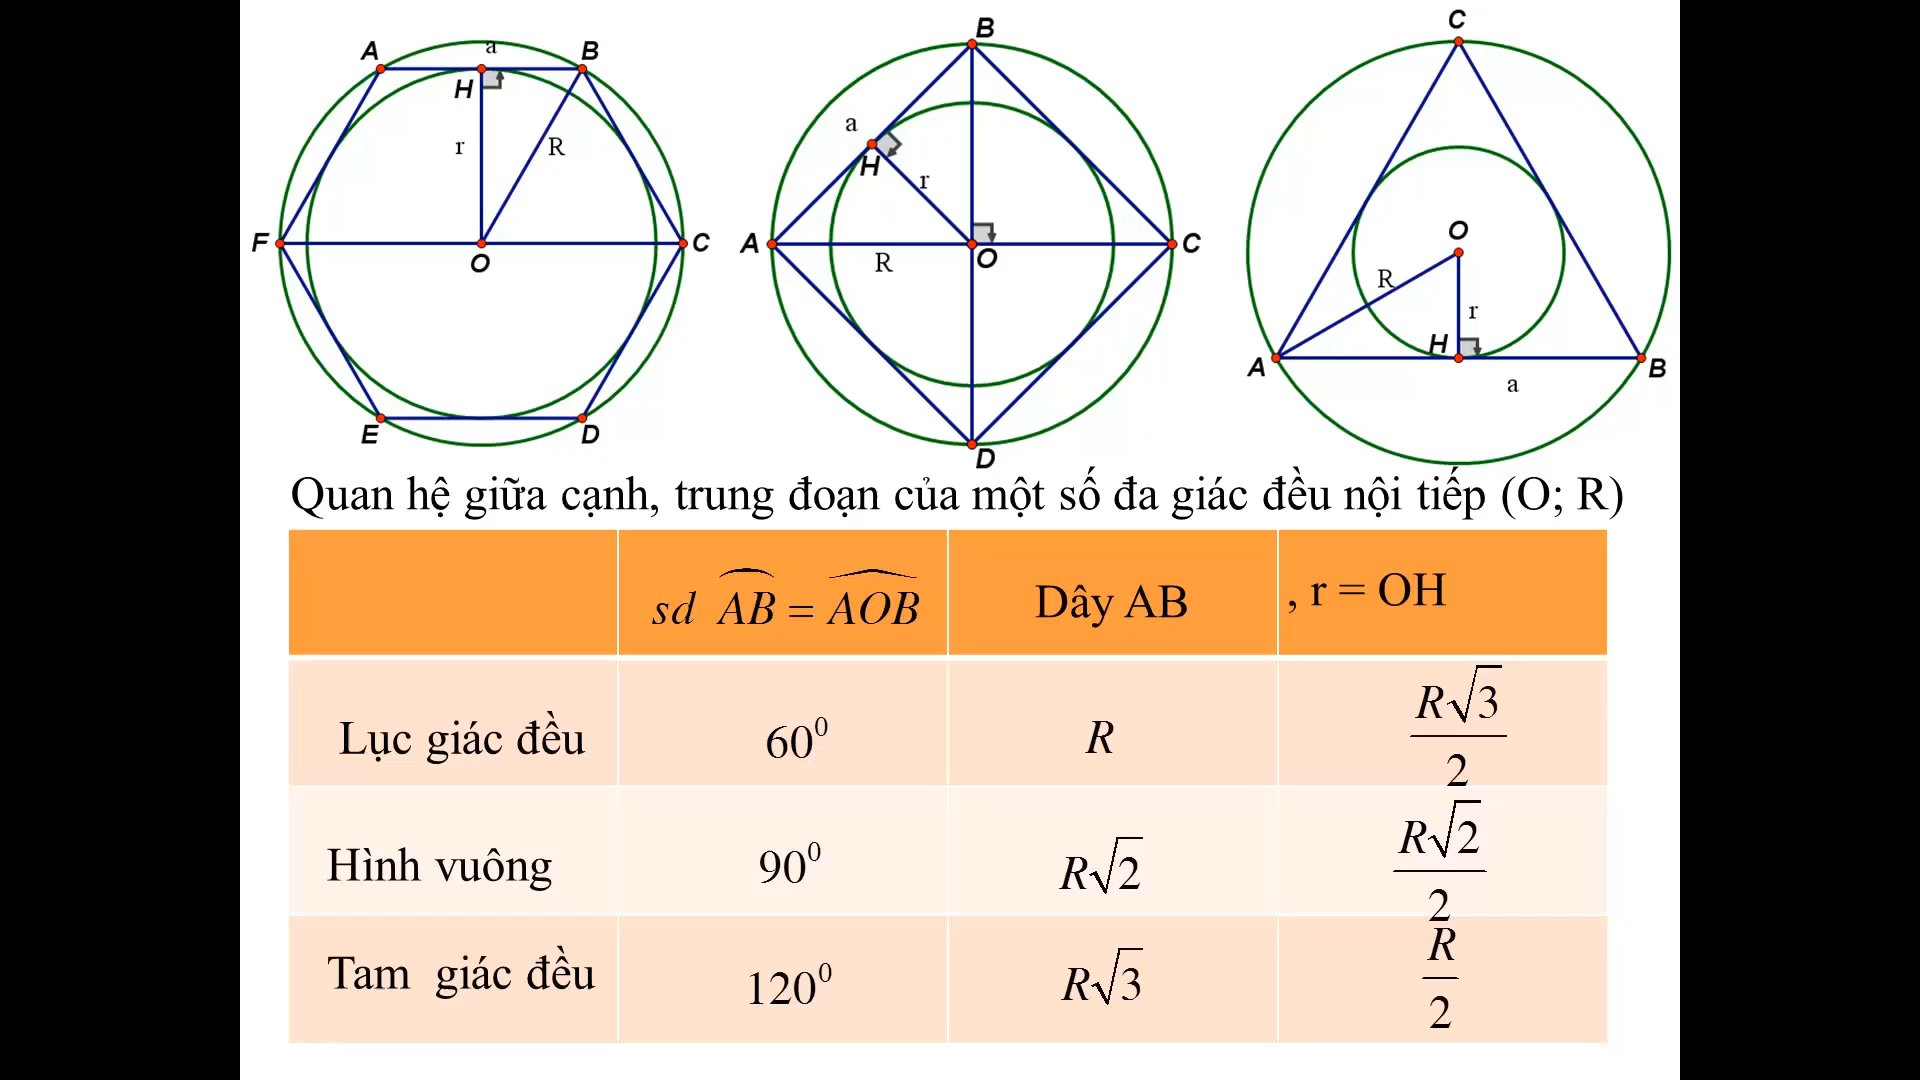 A a B
H
r R
F O C
E D
B
a
H r
A O C
R
D
C
O
R
r
H
A B
a
Quan hệ giữa cạnh, trung đoạn của một số đa giác đều nội tiếp (O; R)
sd \widehat{AB} = \widehat{AOB} Dây AB , r = OH
Lục giác đều 60⁰ R R√3/2
Hình vuông 90⁰ R√2 R√2/2
Tam giác đều 120⁰ R√3 R/2